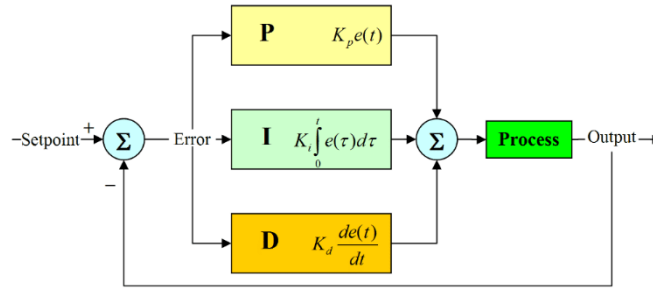 P K_p e(t)
Setpoint + Σ Error I K_i ∫_0^t e(τ)dτ Σ Process Output
−
D K_d de(t)/dt